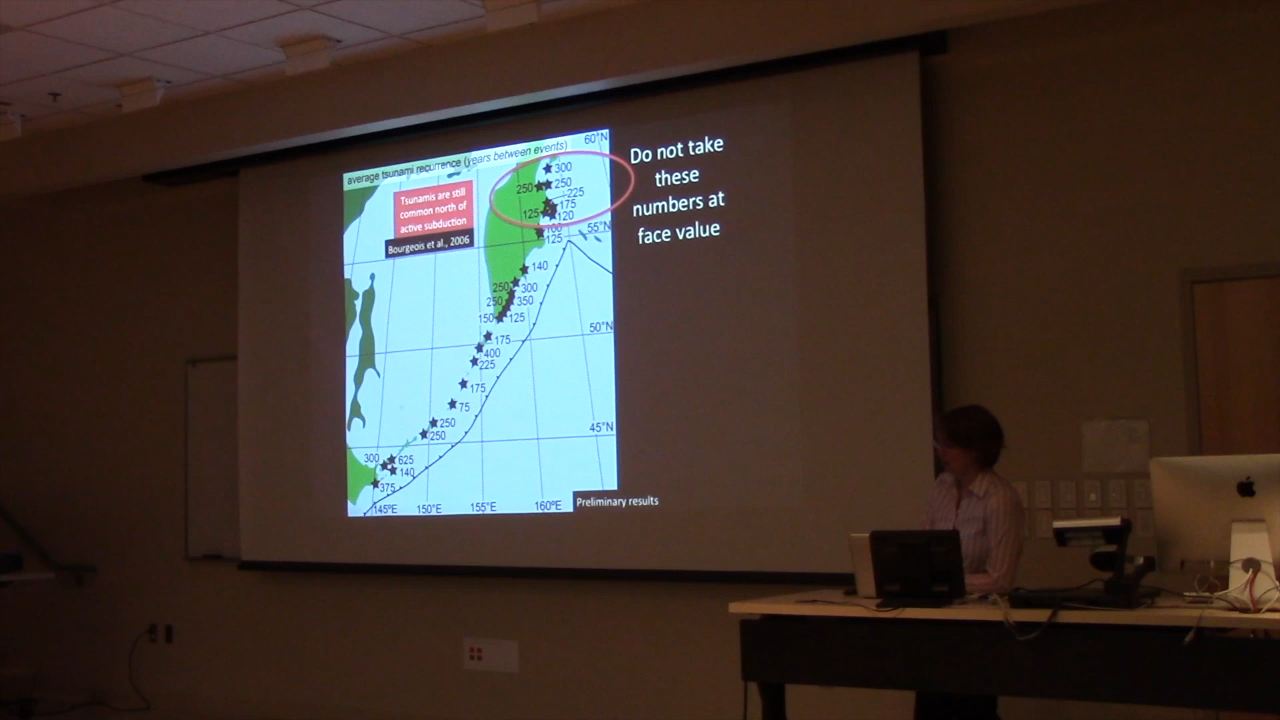 average tsunami recurrence (years between events)
60°N
Tsunamis are still
common north of
active subduction
Bourgeois et al., 2006
Do not take
these
numbers at
face value
300
250
250
225
175
125
120
100
55°N
125
140
250
300
250
350
150
125
50°N
175
400
225
175
75
250
45°N
250
300
625
140
375
145°E
150°E
155°E
160°E
Preliminary results